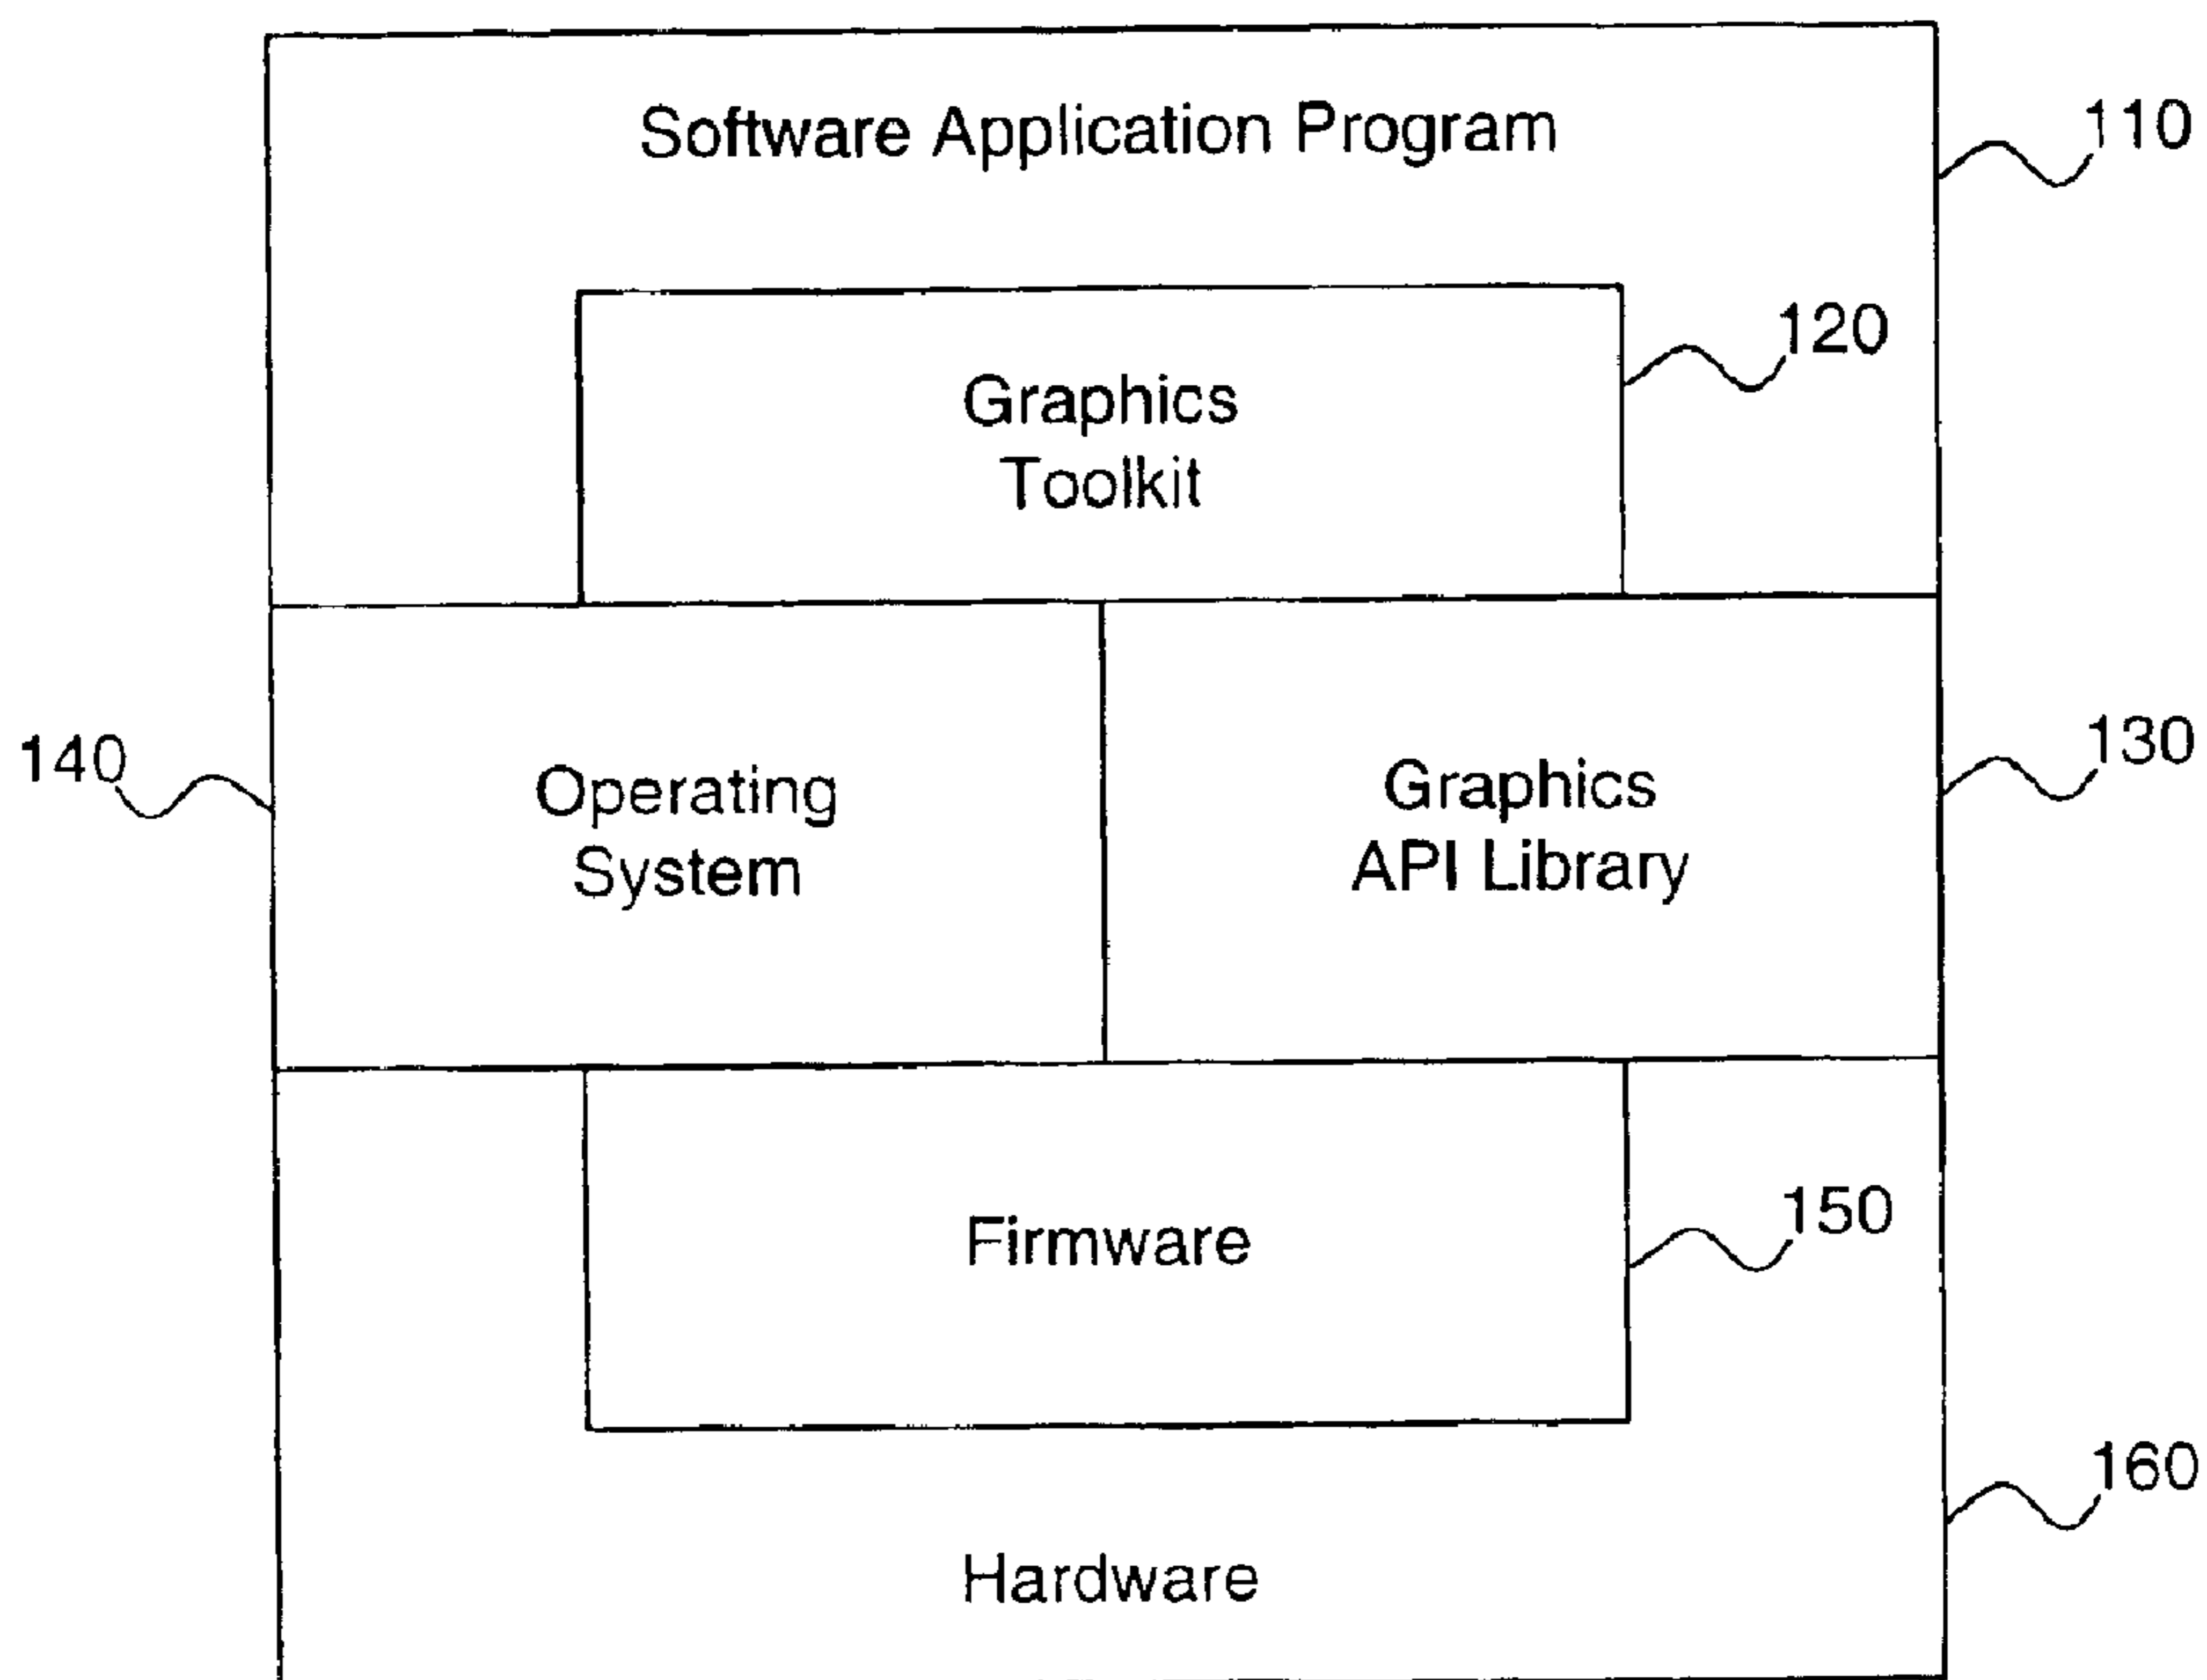 Software Application Program
110
120
Graphics
Toolkit
140
Operating
System
Graphics
API Library
130
Firmware
150
160
Hardware